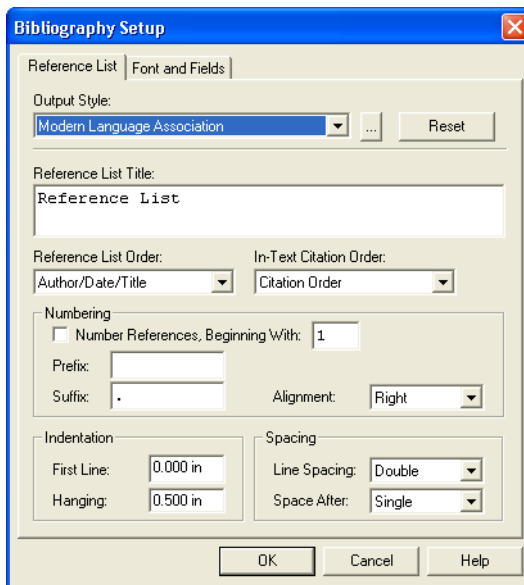 Bibliography Setup
Reference List Font and Fields
Output Style:
Modern Language Association ... Reset
Reference List Title:
Reference List
Reference List Order: In-Text Citation Order:
Author/Date/Title Citation Order
Numbering
Number References, Beginning With: 1
Prefix:
Suffix: . Alignment: Right
Indentation Spacing
First Line: 0.000 in Line Spacing: Double
Hanging: 0.500 in Space After: Single
OK Cancel Help